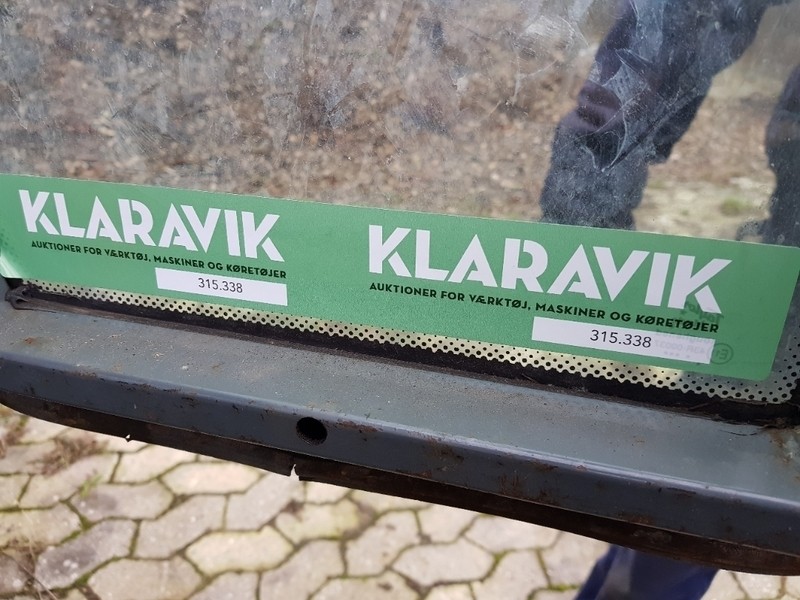 KLARAVIK
AUKTIONER FOR VÆRKTØJ, MASKINER OG KØRETØJER
315.338
KLARAVIK
AUKTIONER FOR VÆRKTØJ, MASKINER OG KØRETØJER
315.338